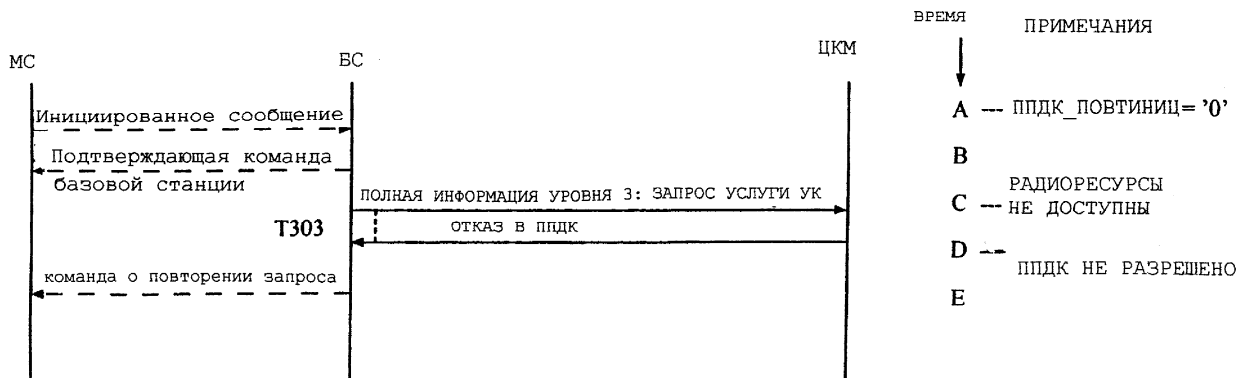 ВРЕМЯ
ПРИМЕЧАНИЯ
МС
БС
ЦКМ
Инициированное сообщение
A --- ППДК_ПОВТИНИЦ= '0'
Подтверждающая команда
базовой станции
B
ПОЛНАЯ ИНФОРМАЦИЯ УРОВНЯ 3: ЗАПРОС УСЛУГИ УК
C --- РАДИОРЕСУРСЫ
НЕ ДОСТУПНЫ
T303
ОТКАЗ В ППДК
D ---
ППДК НЕ РАЗРЕШЕНО
команда о повторении запроса
E